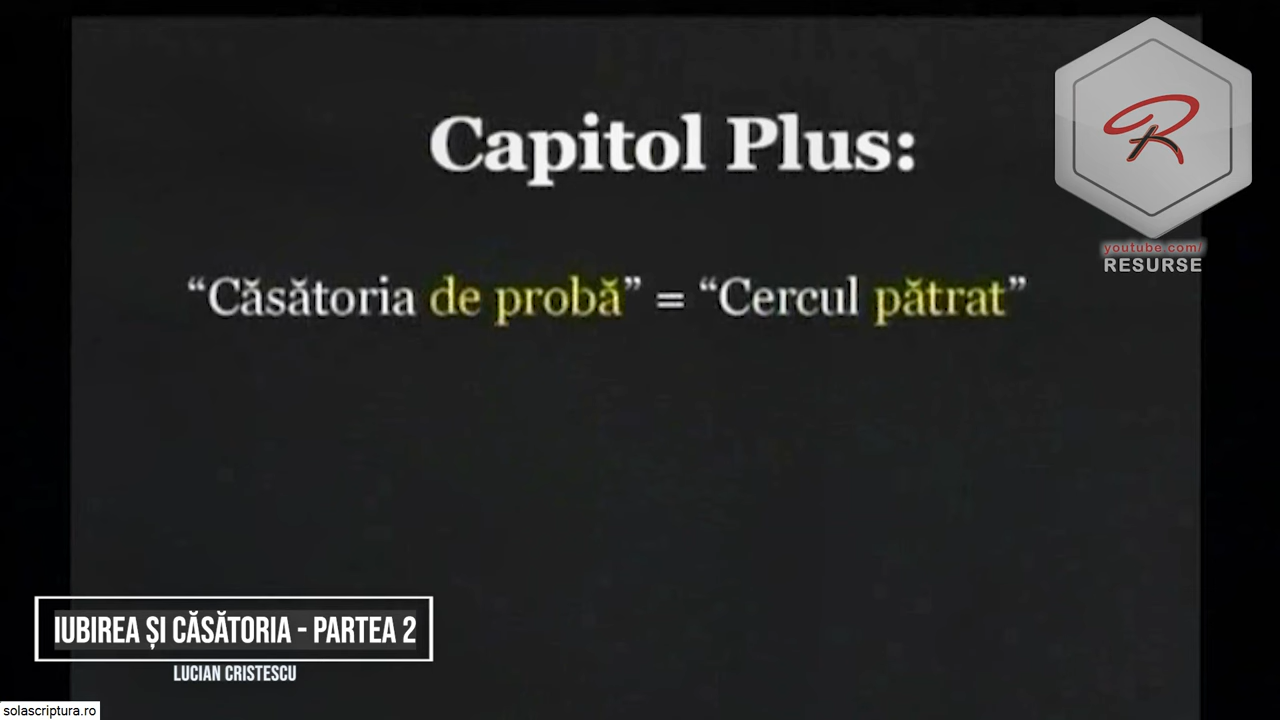 Capitol Plus:
“Căsătoria de probă” = “Cercul pătrat”
R
youtube.com/
RESURSE
IUBIREA ȘI CĂSĂTORIA - PARTEA 2
LUCIAN CRISTESCU
solascriptura.ro